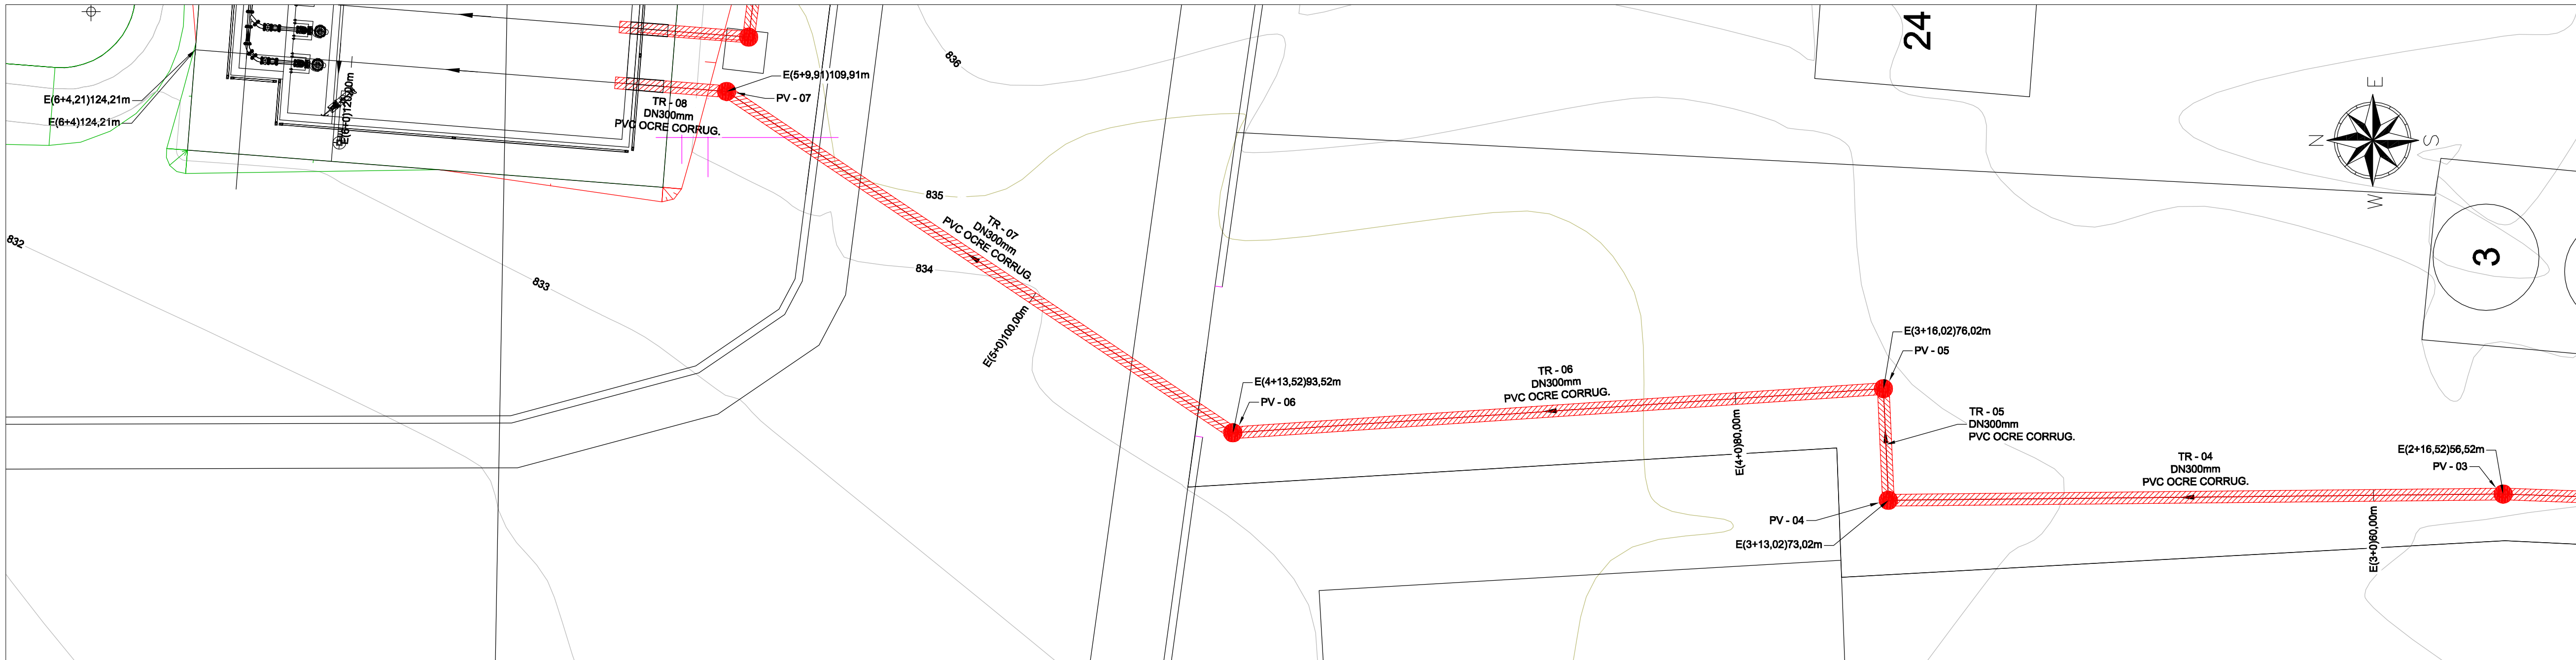 24
836
E(5+9,91)109,91m
PV - 07
E(6+4,21)124,21m
E(6+4)124,21m
E(6+0)120,00m
TR - 08
DN300mm
PVC OCRE CORRUG.
E
N
S
W
835
TR - 07
DN300mm
PVC OCRE CORRUG.
832
834
833
3
E(5+0)100,00m
E(3+16,02)76,02m
PV - 05
TR - 06
DN300mm
PVC OCRE CORRUG.
E(4+13,52)93,52m
PV - 06
E(4+0)80,00m
TR - 05
DN300mm
PVC OCRE CORRUG.
TR - 04
DN300mm
PVC OCRE CORRUG.
E(2+16,52)56,52m
PV - 03
PV - 04
E(3+13,02)73,02m
E(3+0)60,00m